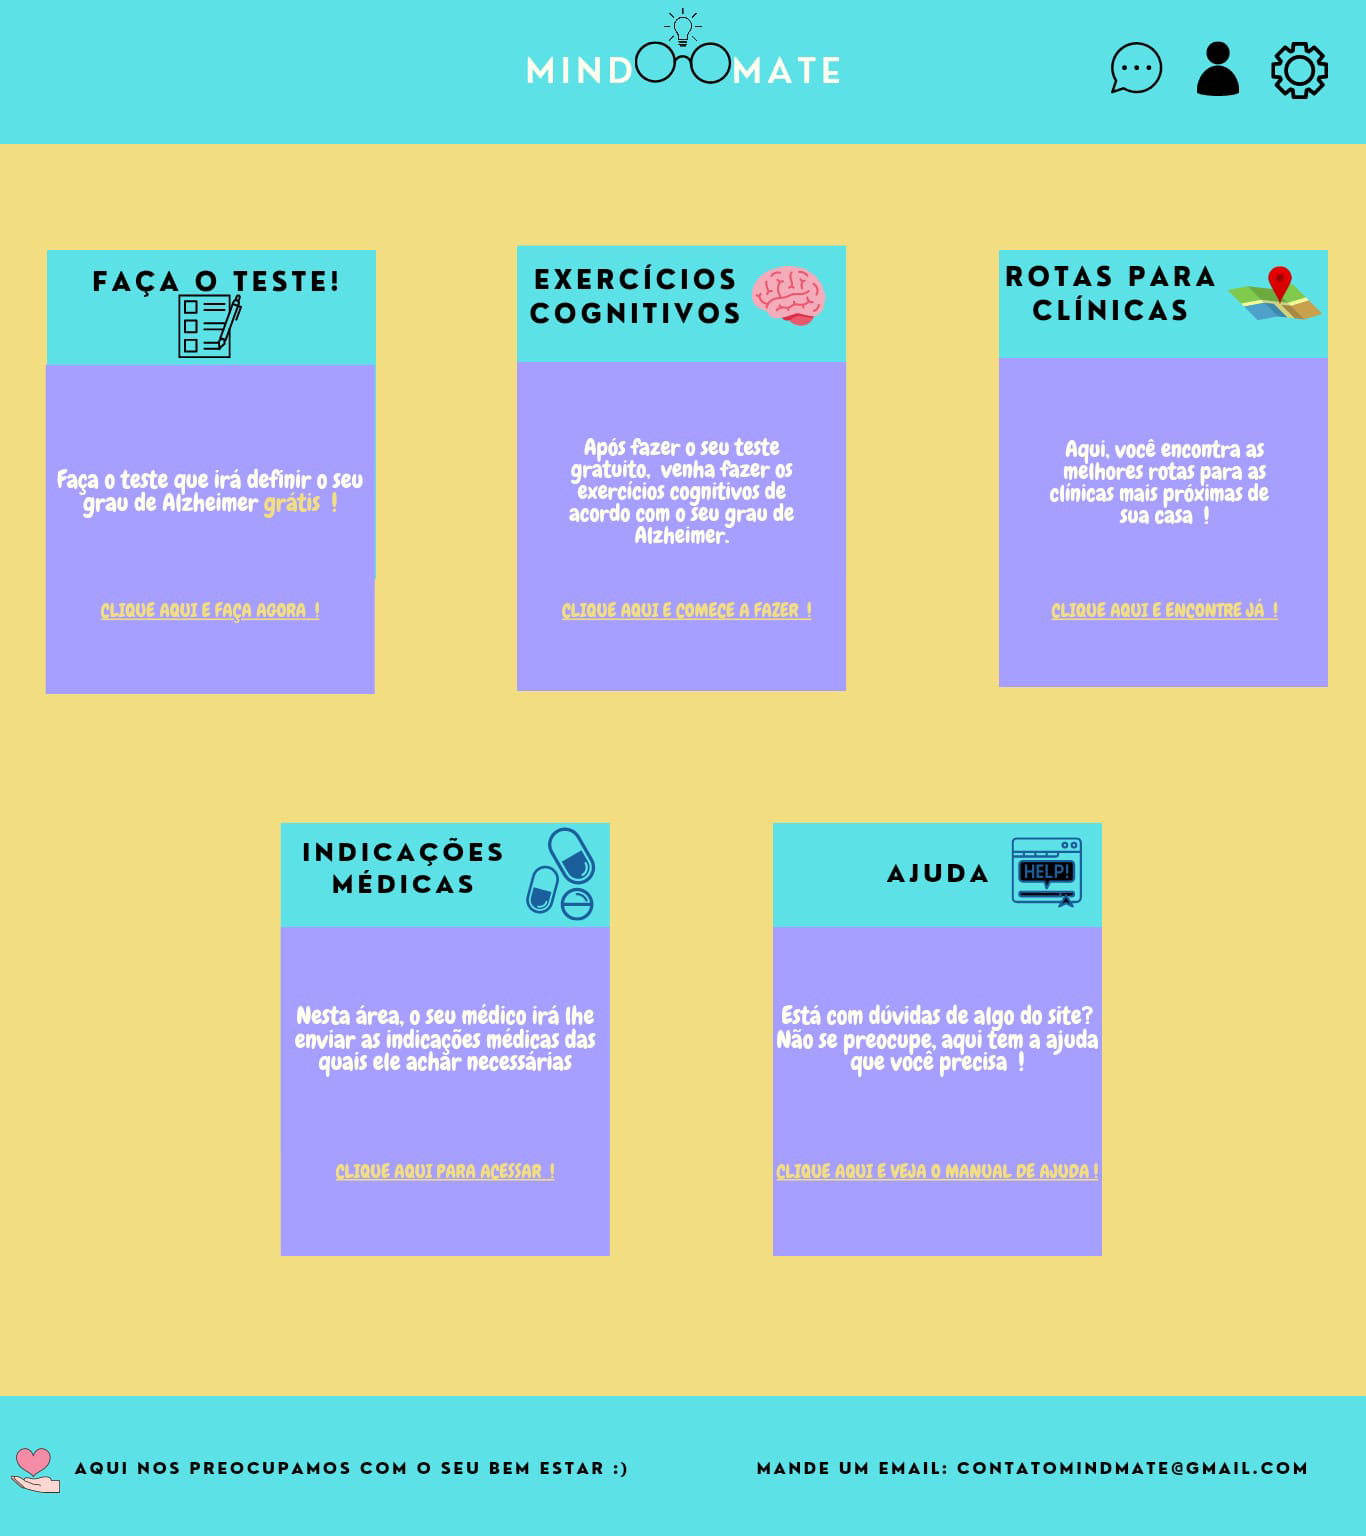 MIND MATE
FAÇA O TESTE!
Faça o teste que irá definir o seu
grau de Alzheimer grátis !
CLIQUE AQUI E FAÇA AGORA !
EXERCÍCIOS
COGNITIVOS
Após fazer o seu teste
gratuito, venha fazer os
exercícios cognitivos de
acordo com o seu grau de
Alzheimer.
CLIQUE AQUI E COMECE A FAZER !
ROTAS PARA
CLÍNICAS
Aqui, você encontra as
melhores rotas para as
clínicas mais próximas de
sua casa !
CLIQUE AQUI E ENCONTRE JÁ !
INDICAÇÕES
MÉDICAS
Nesta área, o seu médico irá lhe
enviar as indicações médicas das
quais ele achar necessárias
CLIQUE AQUI PARA ACESSAR !
AJUDA
HELP!
Está com dúvidas de algo do site?
Não se preocupe, aqui tem a ajuda
que você precisa !
CLIQUE AQUI E VEJA O MANUAL DE AJUDA !
AQUI NOS PREOCUPAMOS COM O SEU BEM ESTAR :)
MANDE UM EMAIL: CONTATOMINDMATE@GMAIL.COM